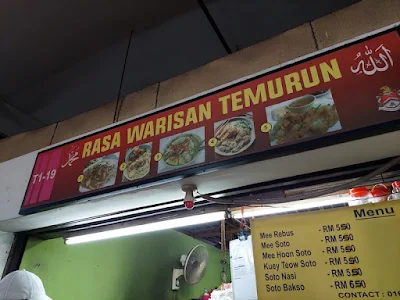 محمد
RASA WARISAN TEMURUN
الله
T1-19
Menu
Mee Rebus - RM 5.50
Mee Soto - RM 5.50
Mee Hoon Soto - RM 5.50
Kuey Teow Soto - RM 5.50
Soto Nasi - RM 5.50
Soto Bakso - RM 6.50
CONTACT : 016